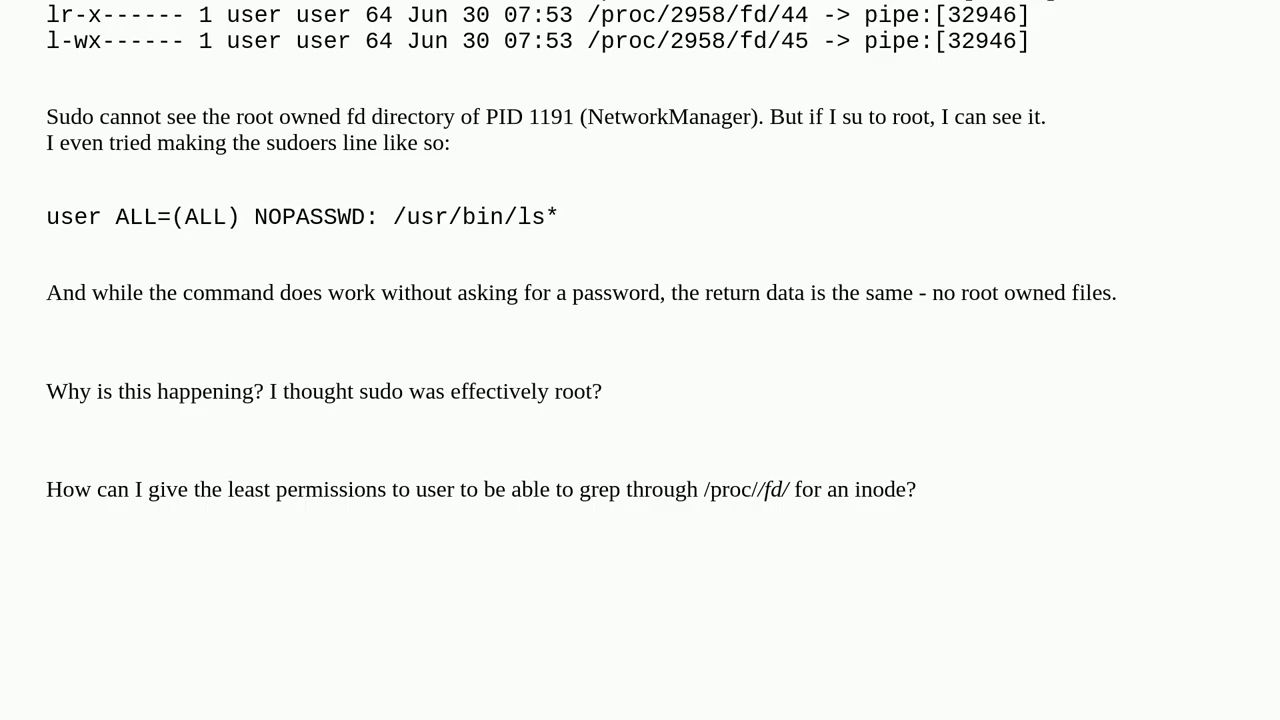 lr-x------ 1 user user 64 Jun 30 07:53 /proc/2958/fd/44 -> pipe:[32946]
l-wx------ 1 user user 64 Jun 30 07:53 /proc/2958/fd/45 -> pipe:[32946]
Sudo cannot see the root owned fd directory of PID 1191 (NetworkManager). But if I su to root, I can see it.
I even tried making the sudoers line like so:
user ALL=(ALL) NOPASSWD: /usr/bin/ls*
And while the command does work without asking for a password, the return data is the same - no root owned files.
Why is this happening? I thought sudo was effectively root?
How can I give the least permissions to user to be able to grep through /proc//fd/ for an inode?